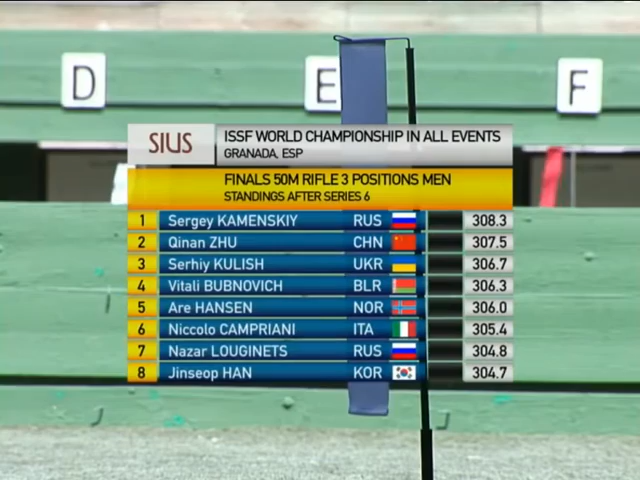 D E F
SIUS
ISSF WORLD CHAMPIONSHIP IN ALL EVENTS
GRANADA, ESP
FINALS 50M RIFLE 3 POSITIONS MEN
STANDINGS AFTER SERIES 6
1 Sergey KAMENSKIY RUS 308.3
2 Qinan ZHU CHN 307.5
3 Serhiy KULISH UKR 306.7
4 Vitali BUBNOVICH BLR 306.3
5 Are HANSEN NOR 306.0
6 Niccolo CAMPRIANI ITA 305.4
7 Nazar LOUGINETS RUS 304.8
8 Jinseop HAN KOR 304.7